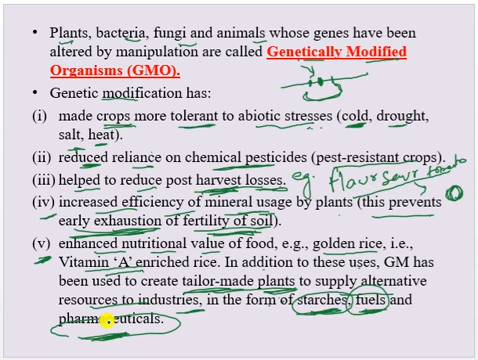 • Plants, bacteria, fungi and animals whose genes have been
altered by manipulation are called Genetically Modified
Organisms (GMO).
• Genetic modification has:
(i) made crops more tolerant to abiotic stresses (cold, drought,
salt, heat).
(ii) reduced reliance on chemical pesticides (pest-resistant crops).
(iii) helped to reduce post harvest losses. eg. Flavr Savr tomato
(iv) increased efficiency of mineral usage by plants (this prevents
early exhaustion of fertility of soil).
(v) enhanced nutritional value of food, e.g., golden rice, i.e.,
Vitamin ‘A’ enriched rice. In addition to these uses, GM has
been used to create tailor-made plants to supply alternative
resources to industries, in the form of starches, fuels and
pharmaceuticals.